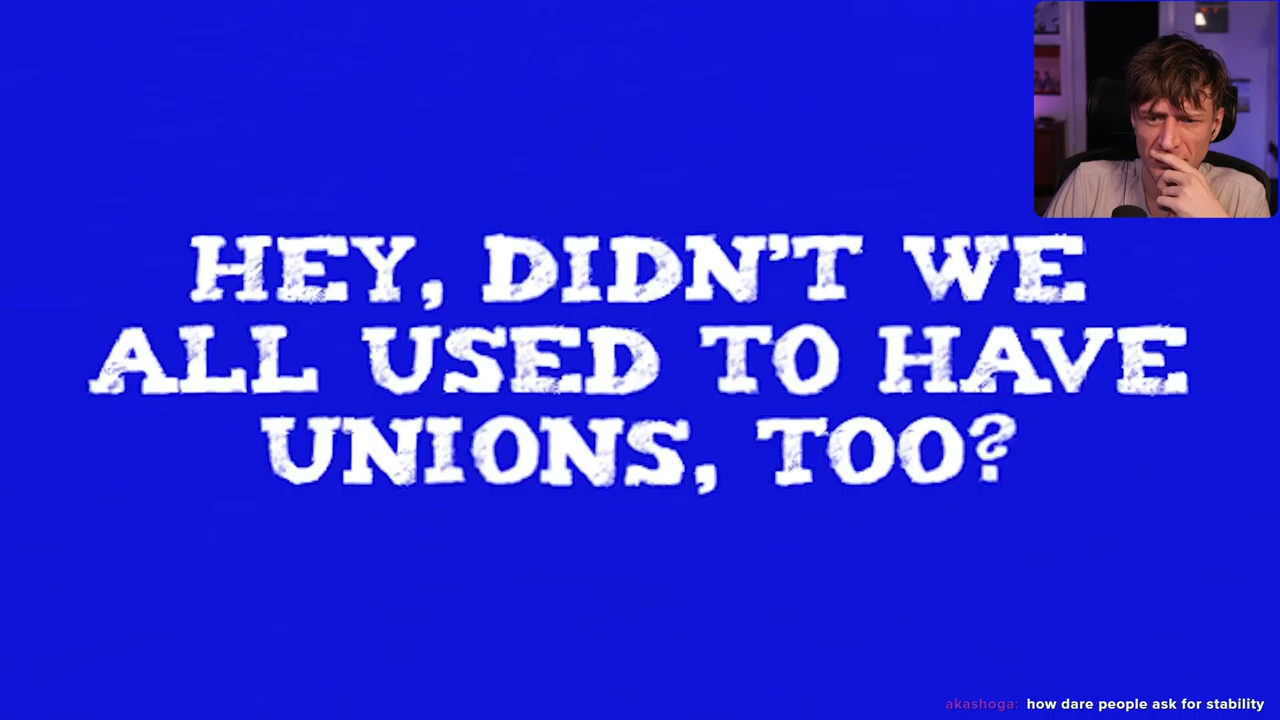 HEY, DIDN'T WE
ALL USED TO HAVE
UNIONS, TOO?
akashoga: how dare people ask for stability